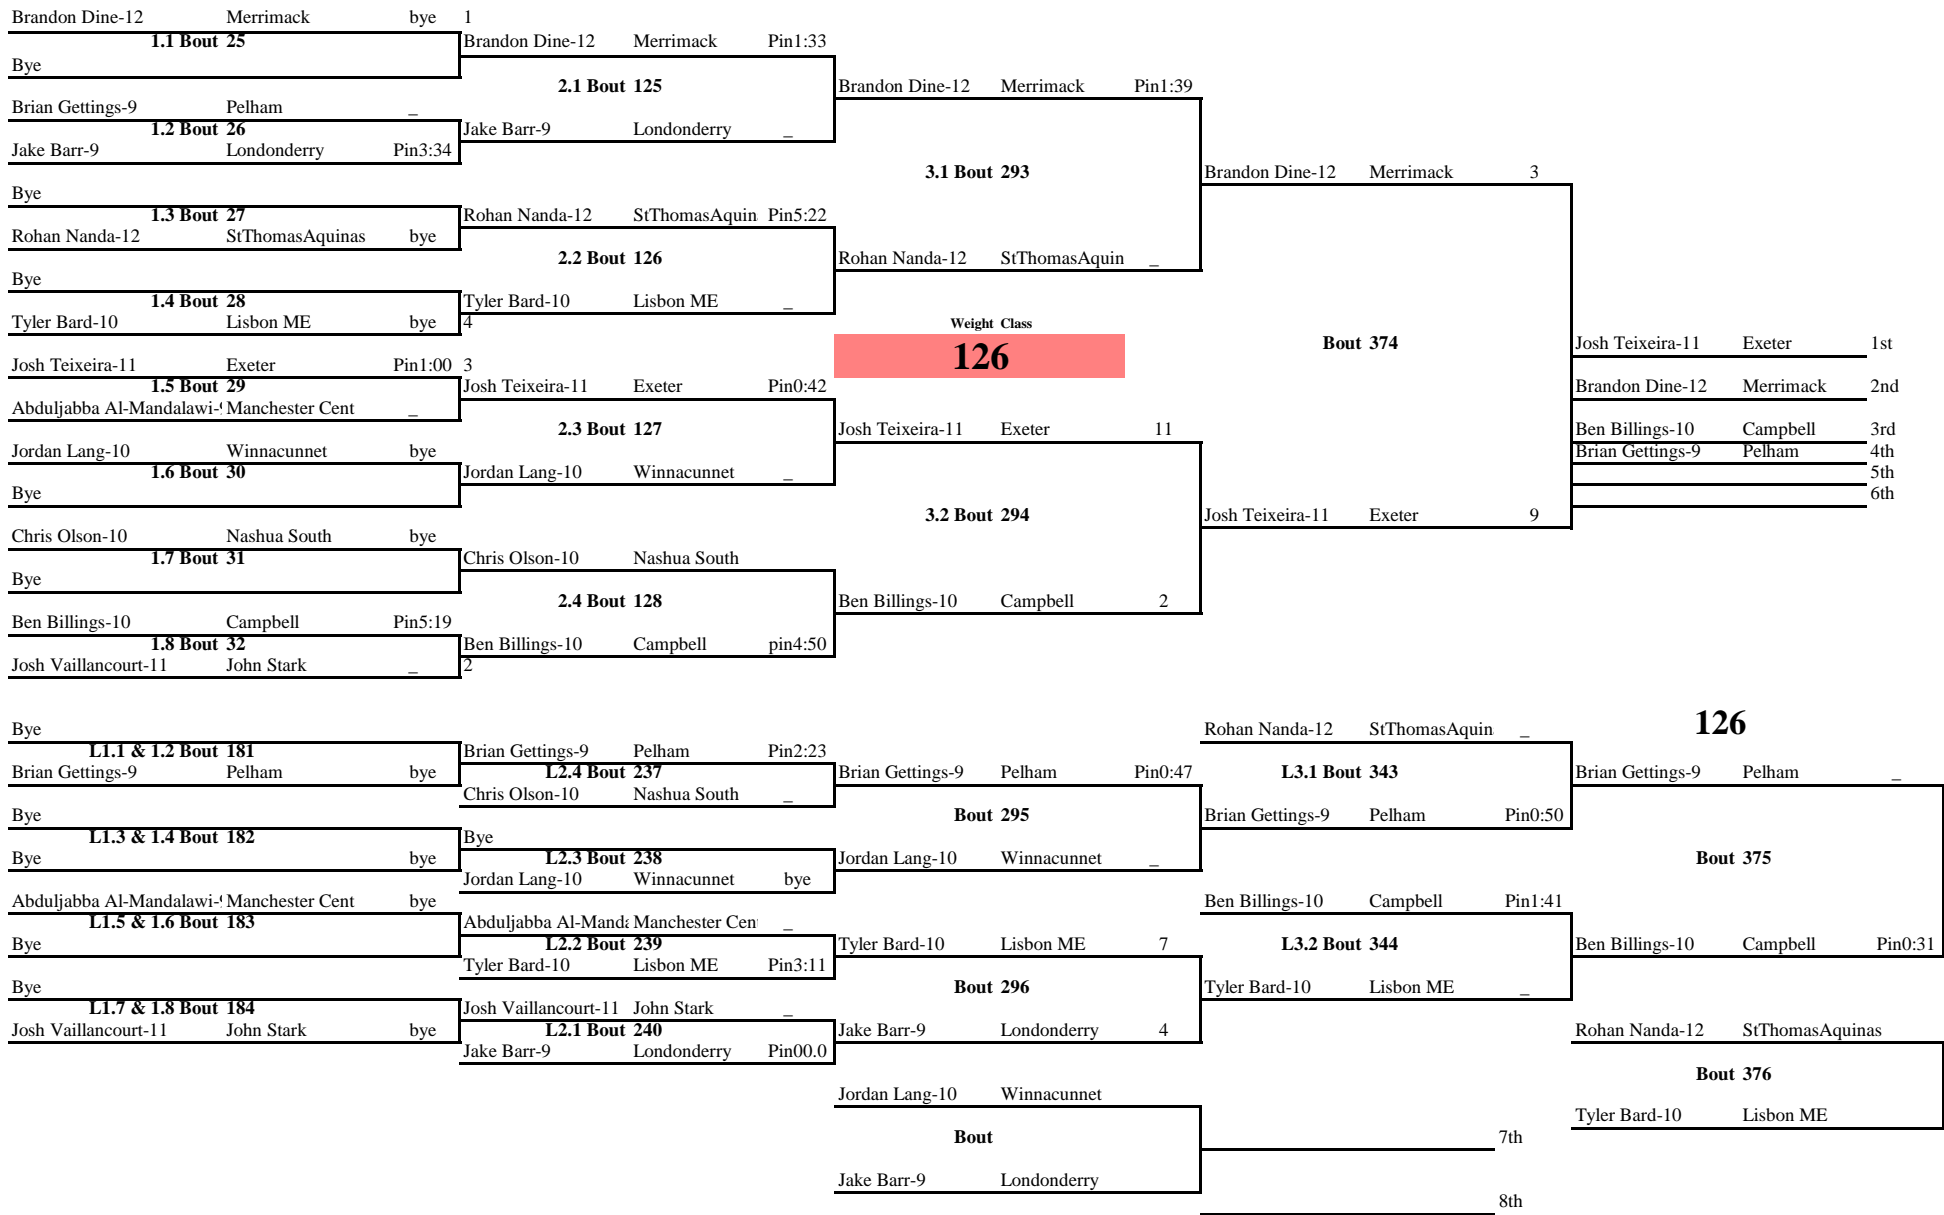 Brandon Dine-12 Merrimack bye 1
1.1 Bout 25 Brandon Dine-12 Merrimack Pin1:33
Bye
2.1 Bout 125 Brandon Dine-12 Merrimack Pin1:39
Brian Gettings-9 Pelham _
1.2 Bout 26 Jake Barr-9 Londonderry _
Jake Barr-9 Londonderry Pin3:34
3.1 Bout 293 Brandon Dine-12 Merrimack 3
Bye
1.3 Bout 27 Rohan Nanda-12 StThomasAquin Pin5:22
Rohan Nanda-12 StThomasAquinas bye
2.2 Bout 126 Rohan Nanda-12 StThomasAquin _
Bye
1.4 Bout 28 Tyler Bard-10 Lisbon ME _
Tyler Bard-10 Lisbon ME bye 4 Weight Class
Bout 374 Josh Teixeira-11 Exeter 1st
126
Josh Teixeira-11 Exeter Pin1:00 3
1.5 Bout 29 Josh Teixeira-11 Exeter Pin0:42 Brandon Dine-12 Merrimack 2nd
Abduljabba Al-Mandalawi- Manchester Cent _
2.3 Bout 127 Josh Teixeira-11 Exeter 11 Ben Billings-10 Campbell 3rd
Jordan Lang-10 Winnacunnet bye Brian Gettings-9 Pelham 4th
1.6 Bout 30 Jordan Lang-10 Winnacunnet _ 5th
Bye 6th
3.2 Bout 294 Josh Teixeira-11 Exeter 9
Chris Olson-10 Nashua South bye
1.7 Bout 31 Chris Olson-10 Nashua South
Bye
2.4 Bout 128 Ben Billings-10 Campbell 2
Ben Billings-10 Campbell Pin5:19
1.8 Bout 32 Ben Billings-10 Campbell pin4:50
Josh Vaillancourt-11 John Stark _ 2
Bye Rohan Nanda-12 StThomasAquin _ 126
L1.1 & 1.2 Bout 181 Brian Gettings-9 Pelham Pin2:23
Brian Gettings-9 Pelham bye L2.4 Bout 237 Brian Gettings-9 Pelham Pin0:47 L3.1 Bout 343 Brian Gettings-9 Pelham _
Chris Olson-10 Nashua South _
Bye Bout 295 Brian Gettings-9 Pelham Pin0:50
L1.3 & 1.4 Bout 182 Bye
Bye bye L2.3 Bout 238 Jordan Lang-10 Winnacunnet _ Bout 375
Jordan Lang-10 Winnacunnet bye
Abduljabba Al-Mandalawi- Manchester Cent bye Ben Billings-10 Campbell Pin1:41
L1.5 & 1.6 Bout 183 Abduljabba Al-Manda Manchester Cen _
Bye L2.2 Bout 239 Tyler Bard-10 Lisbon ME 7 L3.2 Bout 344 Ben Billings-10 Campbell Pin0:31
Tyler Bard-10 Lisbon ME Pin3:11
Bye Bout 296 Tyler Bard-10 Lisbon ME _
L1.7 & 1.8 Bout 184 Josh Vaillancourt-11 John Stark _
Josh Vaillancourt-11 John Stark bye L2.1 Bout 240 Jake Barr-9 Londonderry 4 Rohan Nanda-12 StThomasAquinas
Jake Barr-9 Londonderry Pin00.0
Bout 376
Jordan Lang-10 Winnacunnet
Tyler Bard-10 Lisbon ME
Bout 7th
Jake Barr-9 Londonderry
8th